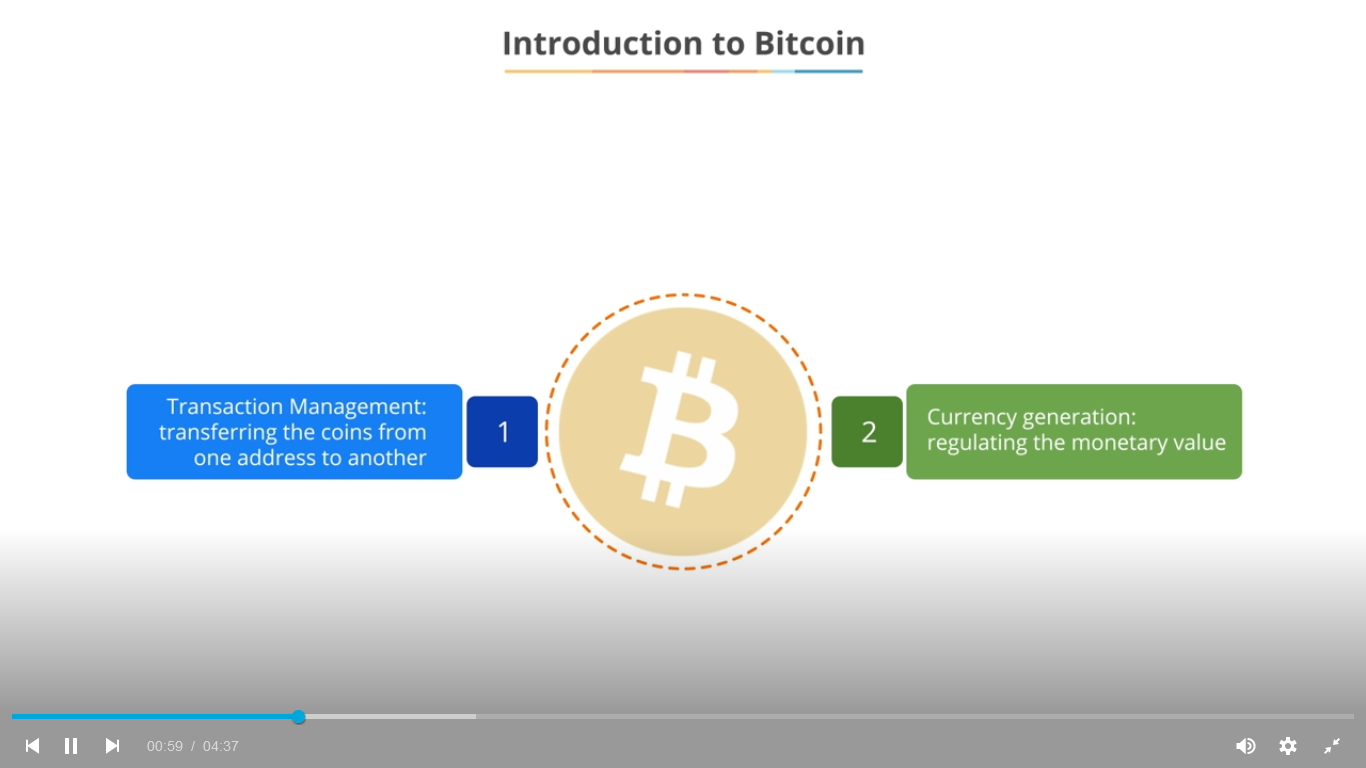 Introduction to Bitcoin
Transaction Management:
transferring the coins from
one address to another
1
2
Currency generation:
regulating the monetary value
00:59 / 04:37